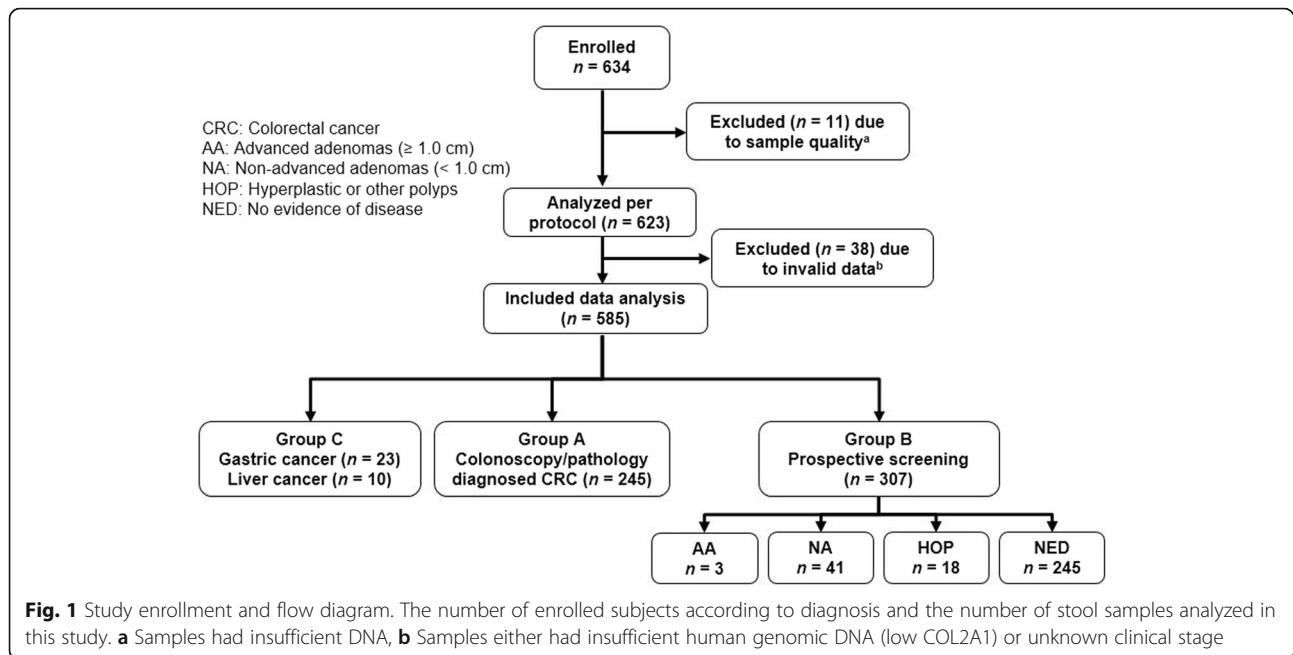 Enrolled
n = 634
CRC: Colorectal cancer
AA: Advanced adenomas (≥ 1.0 cm)
NA: Non-advanced adenomas (< 1.0 cm)
HOP: Hyperplastic or other polyps
NED: No evidence of disease
Excluded (n = 11) due
to sample quality^a
Analyzed per
protocol (n = 623)
Excluded (n = 38) due
to invalid data^b
Included data analysis
(n = 585)
Group C
Gastric cancer (n = 23)
Liver cancer (n = 10)
Group A
Colonoscopy/pathology
diagnosed CRC (n = 245)
Group B
Prospective screening
(n = 307)
AA
n = 3
NA
n = 41
HOP
n = 18
NED
n = 245
Fig. 1 Study enrollment and flow diagram. The number of enrolled subjects according to diagnosis and the number of stool samples analyzed in
this study. a Samples had insufficient DNA, b Samples either had insufficient human genomic DNA (low COL2A1) or unknown clinical stage